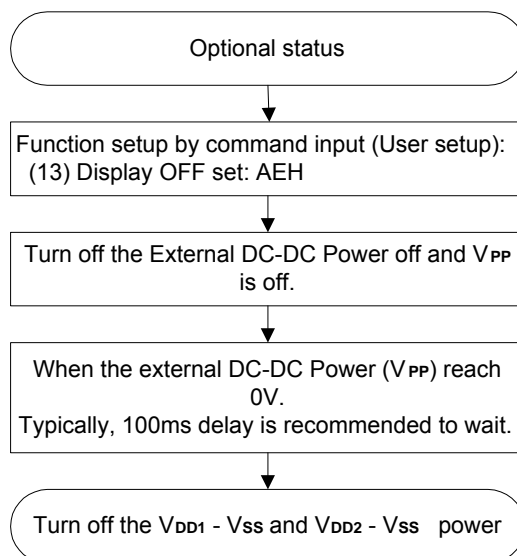 Optional status
Function setup by command input (User setup):
(13) Display OFF set: AEH
Turn off the External DC-DC Power off and VPP
is off.
When the external DC-DC Power (VPP) reach
0V.
Typically, 100ms delay is recommended to wait.
Turn off the VDD1 - VSS and VDD2 - VSS power